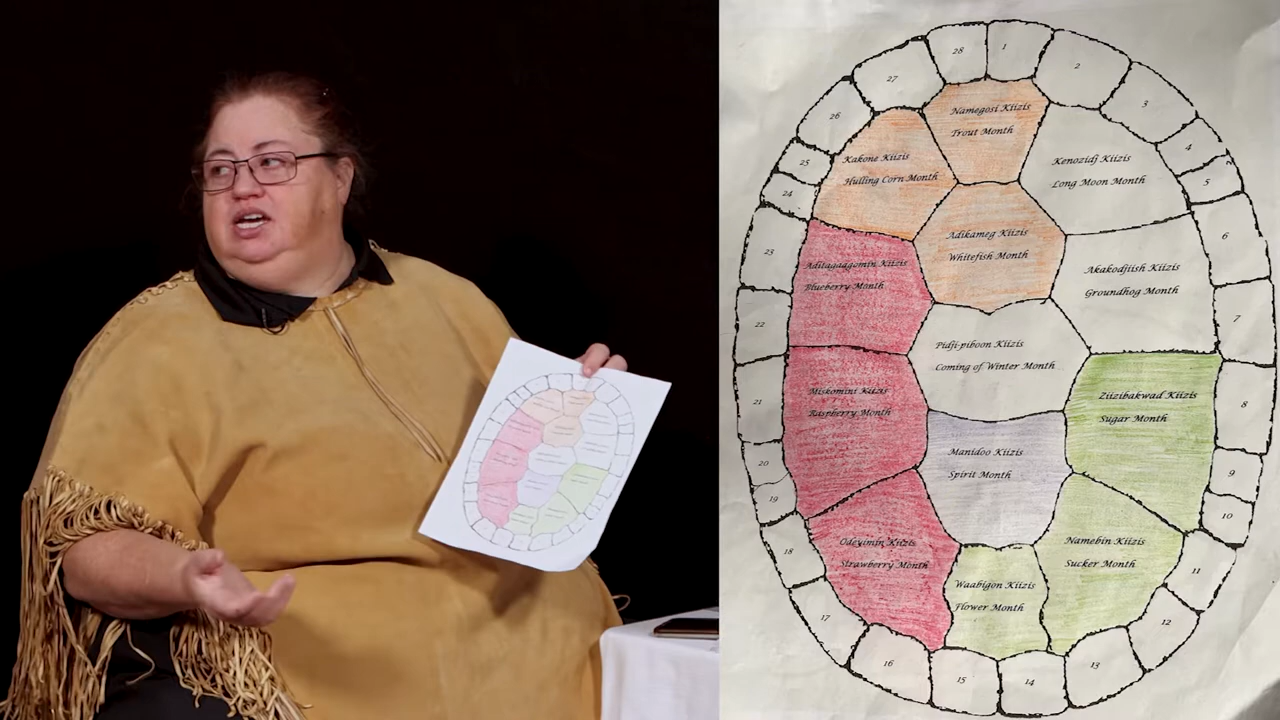 28
1
2
3
4
5
6
7
8
9
10
11
12
13
14
15
16
17
18
19
20
21
22
23
24
25
26
27
Namegosi Kiizis
Trout Month
Kakone Kiizis
Hulling Corn Month
Kenozidj Kiizis
Long Moon Month
Adikameg Kiizis
Whitefish Month
Aditagaagomin Kiizis
Blueberry Month
Akakodjiish Kiizis
Groundhog Month
Pidji-piboon Kiizis
Coming of Winter Month
Miskomini Kiizis
Raspberry Month
Ziizibakwad Kiizis
Sugar Month
Manidoo Kiizis
Spirit Month
Odeyimin Kiizis
Strawberry Month
Namebin Kiizis
Sucker Month
Waabigon Kiizis
Flower Month